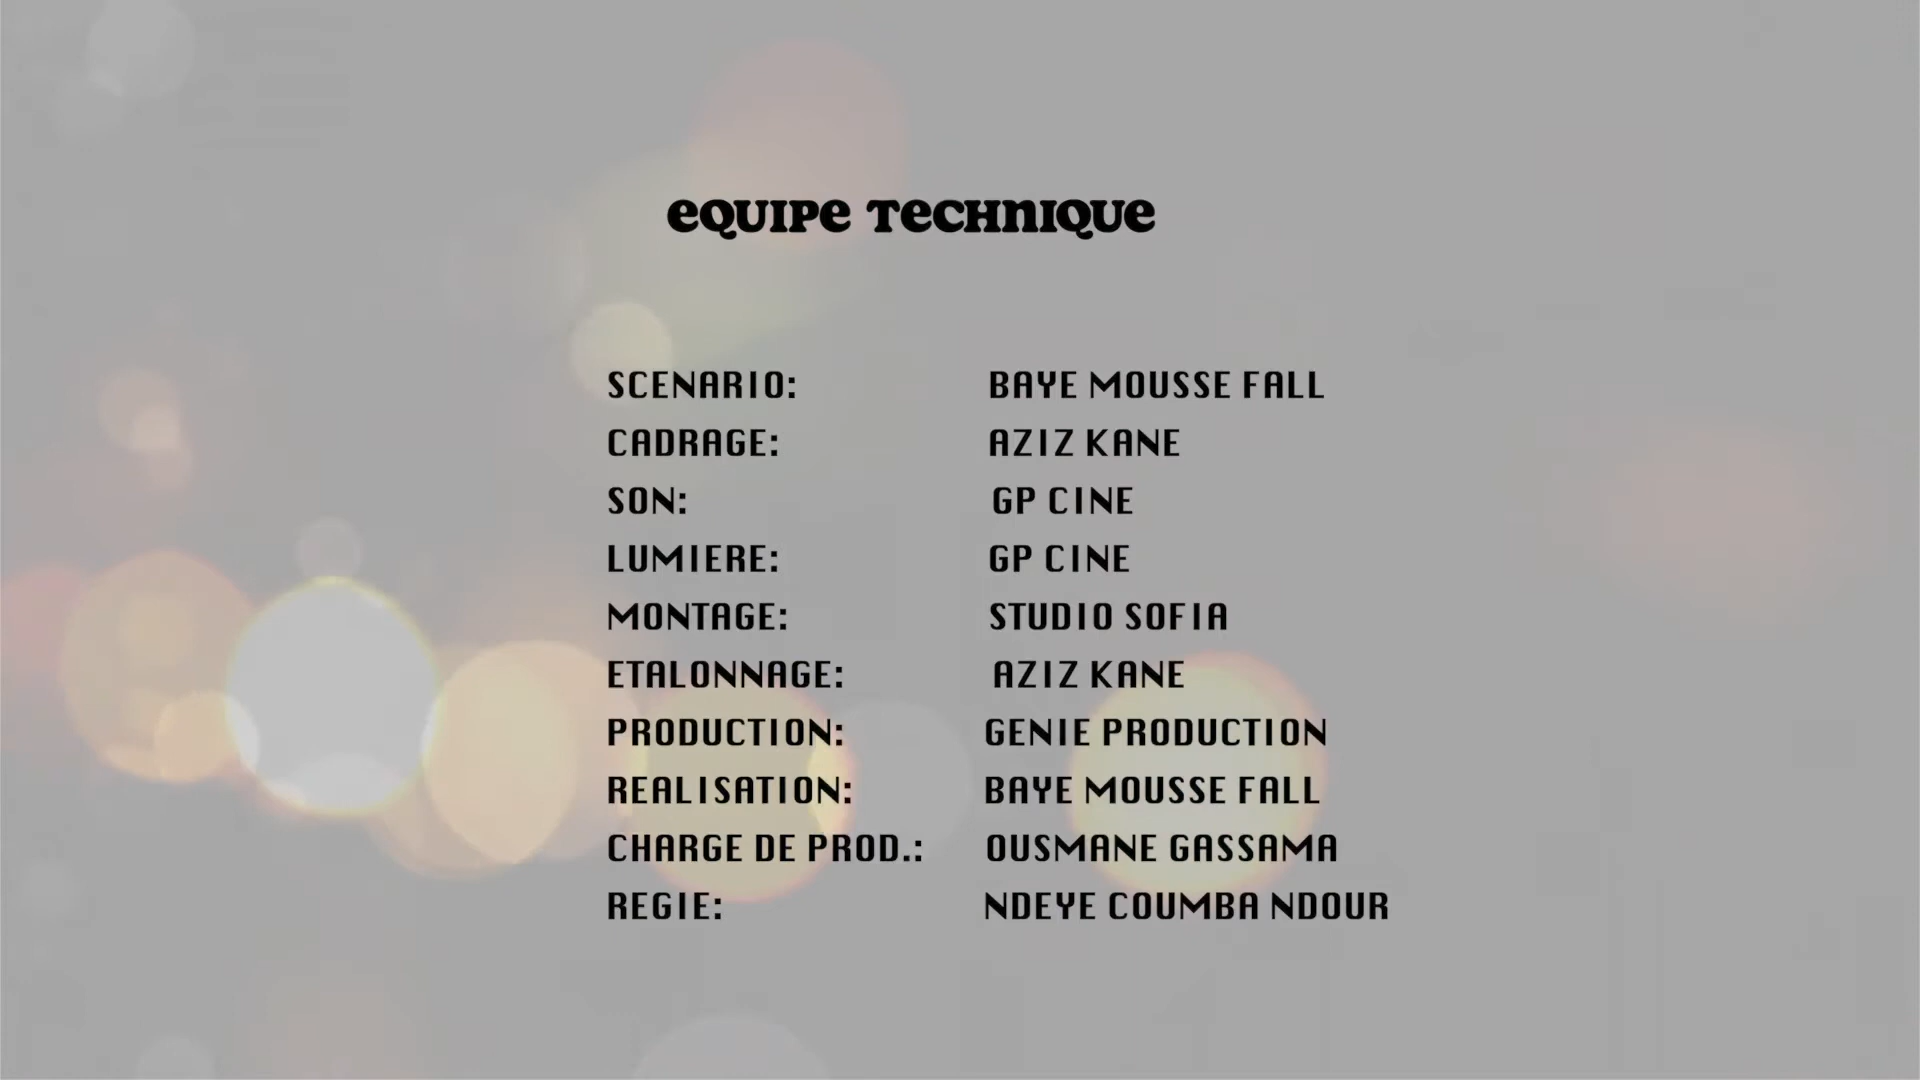 EQUIPE TECHNIQUE
SCENARIO: BAYE MOUSSE FALL
CADRAGE: AZIZ KANE
SON: GP CINE
LUMIERE: GP CINE
MONTAGE: STUDIO SOFIA
ETALONNAGE: AZIZ KANE
PRODUCTION: GENIE PRODUCTION
REALISATION: BAYE MOUSSE FALL
CHARGE DE PROD.: OUSMANE GASSAMA
REGIE: NDEYE COUMBA NDOUR